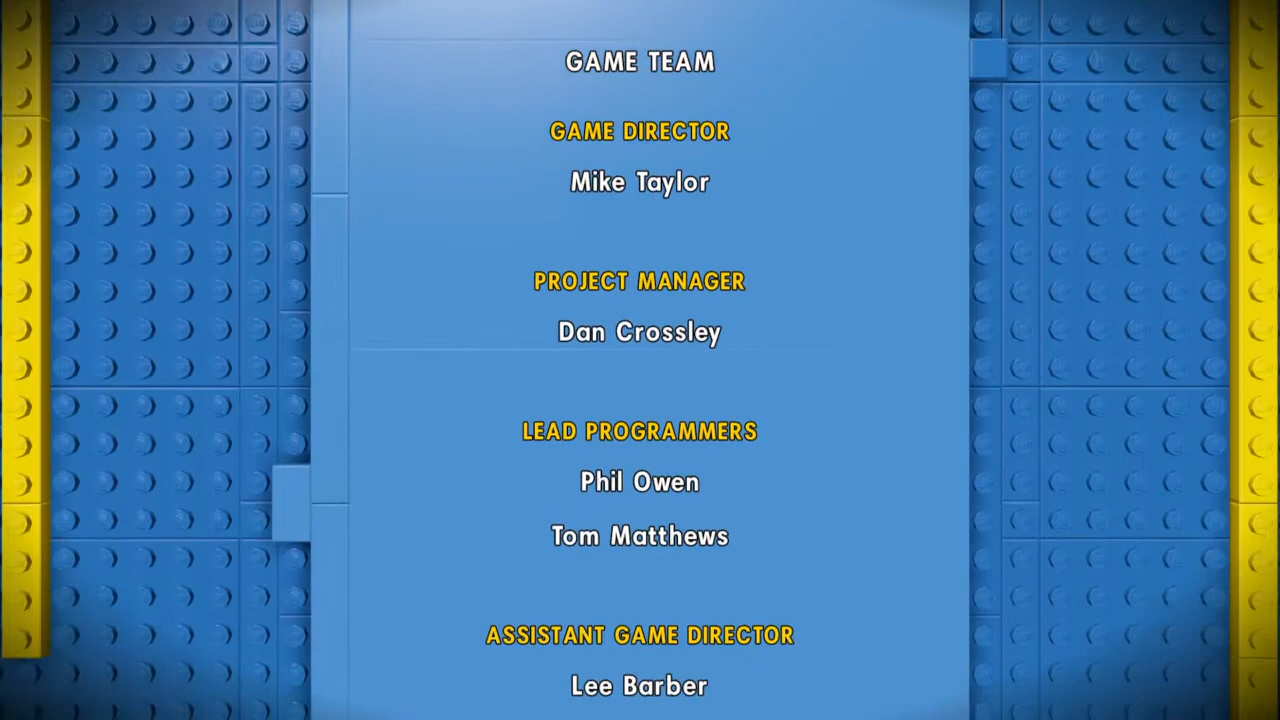 GAME TEAM
GAME DIRECTOR
Mike Taylor
PROJECT MANAGER
Dan Crossley
LEAD PROGRAMMERS
Phil Owen
Tom Matthews
ASSISTANT GAME DIRECTOR
Lee Barber